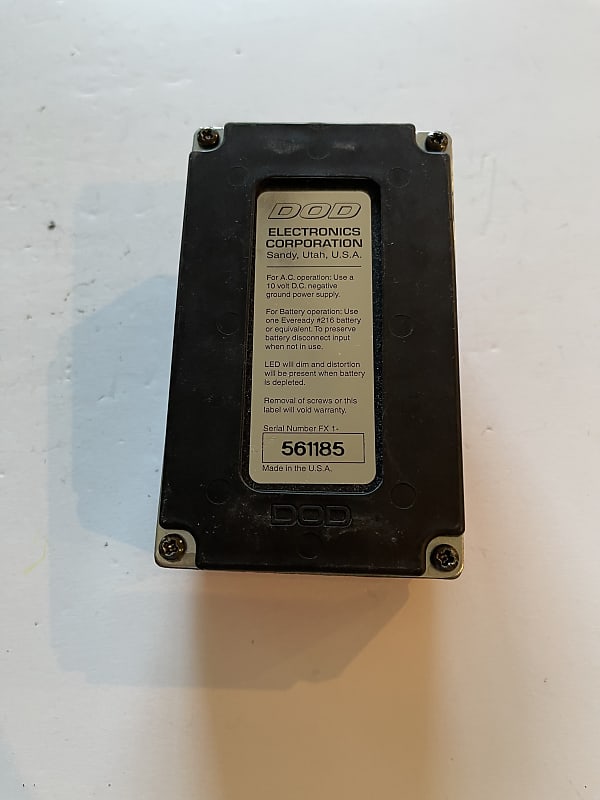 DOD
ELECTRONICS
CORPORATION
Sandy, Utah, U.S.A.
For A.C. operation: Use a
10 volt D.C. negative
ground power supply.
For Battery operation: Use
one Eveready #216 battery
or equivalent. To preserve
battery disconnect input
when not in use.
LED will dim and distortion
will be present when battery
is depleted.
Removal of screws or this
label will void warranty.
Serial Number FX 1-
561185
Made in the U.S.A.
DOD